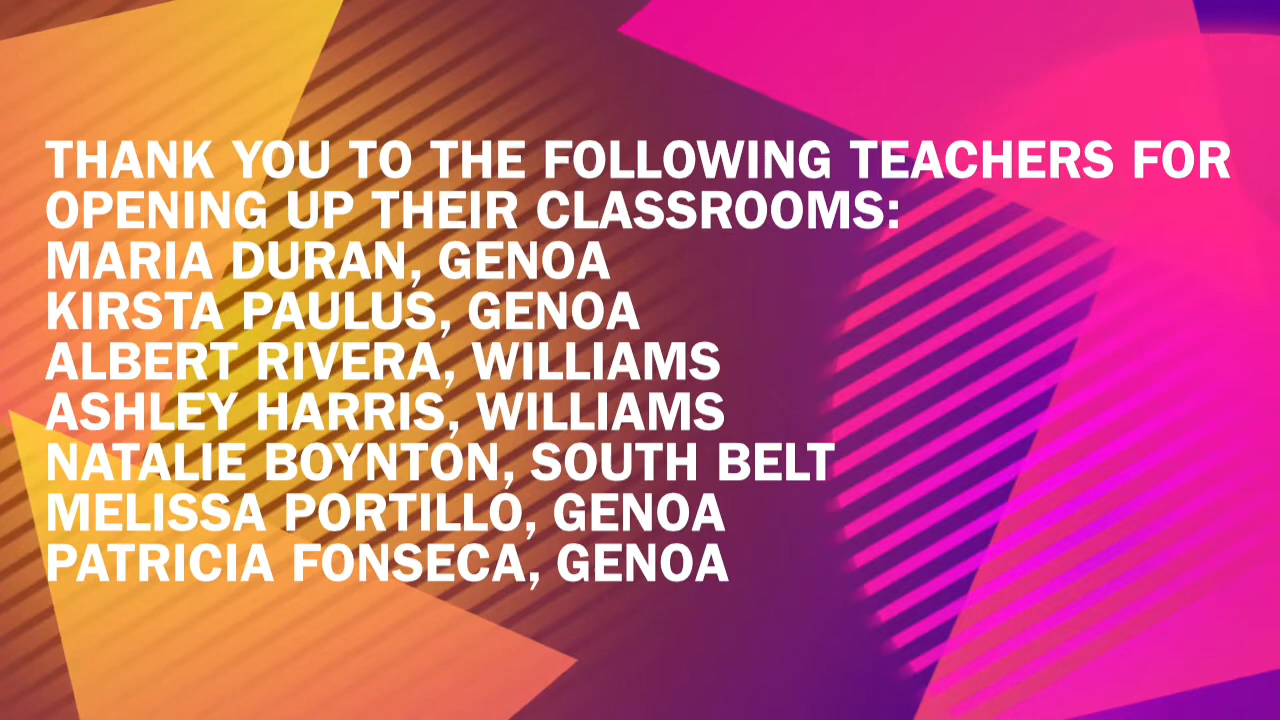 THANK YOU TO THE FOLLOWING TEACHERS FOR
OPENING UP THEIR CLASSROOMS:
MARIA DURAN, GENOA
KIRSTA PAULUS, GENOA
ALBERT RIVERA, WILLIAMS
ASHLEY HARRIS, WILLIAMS
NATALIE BOYNTON, SOUTH BELT
MELISSA PORTILLO, GENOA
PATRICIA FONSECA, GENOA